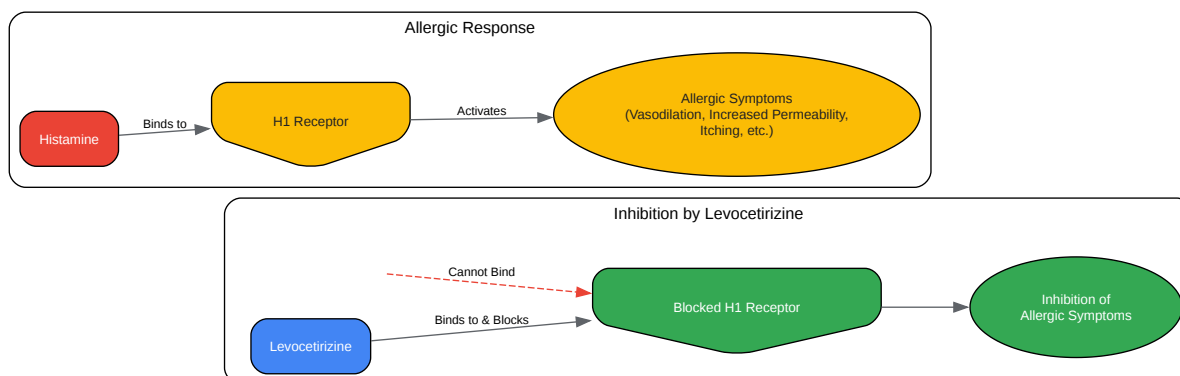 Allergic Response
Histamine
Binds to
H1 Receptor
Activates
Allergic Symptoms
(Vasodilation, Increased Permeability,
Itching, etc.)
Inhibition by Levocetirizine
Cannot Bind
Levocetirizine
Binds to & Blocks
Blocked H1 Receptor
Inhibition of
Allergic Symptoms